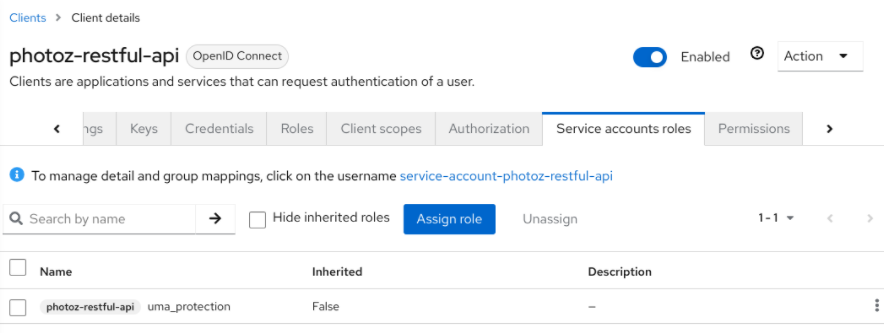 Clients > Client details
photoz-restful-api OpenID Connect Enabled Action
Clients are applications and services that can request authentication of a user.
ngs Keys Credentials Roles Client scopes Authorization Service accounts roles Permissions
To manage detail and group mappings, click on the username service-account-photoz-restful-api
Search by name Hide inherited roles Assign role Unassign 1-1
Name Inherited Description
photoz-restful-api uma_protection False –